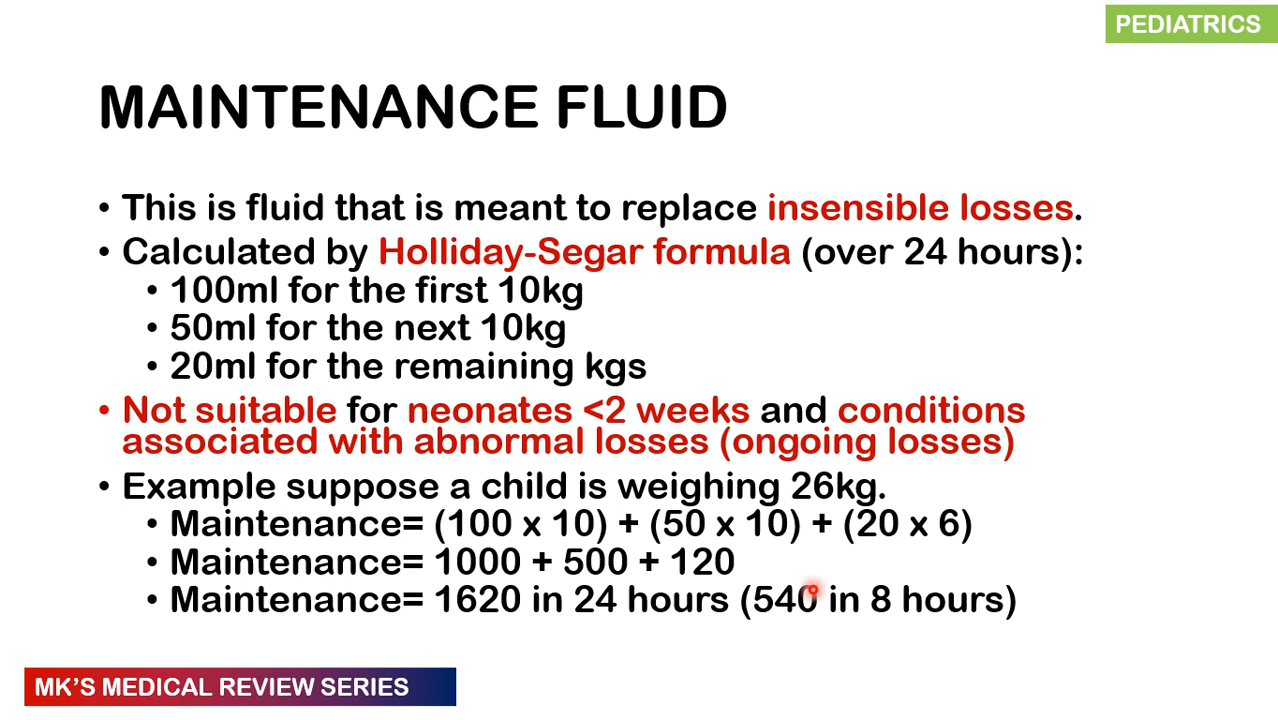 PEDIATRICS
MAINTENANCE FLUID
• This is fluid that is meant to replace insensible losses.
• Calculated by Holliday-Segar formula (over 24 hours):
• 100ml for the first 10kg
• 50ml for the next 10kg
• 20ml for the remaining kgs
• Not suitable for neonates <2 weeks and conditions
associated with abnormal losses (ongoing losses)
• Example suppose a child is weighing 26kg.
• Maintenance= (100 x 10) + (50 x 10) + (20 x 6)
• Maintenance= 1000 + 500 + 120
• Maintenance= 1620 in 24 hours (540 in 8 hours)
MK'S MEDICAL REVIEW SERIES